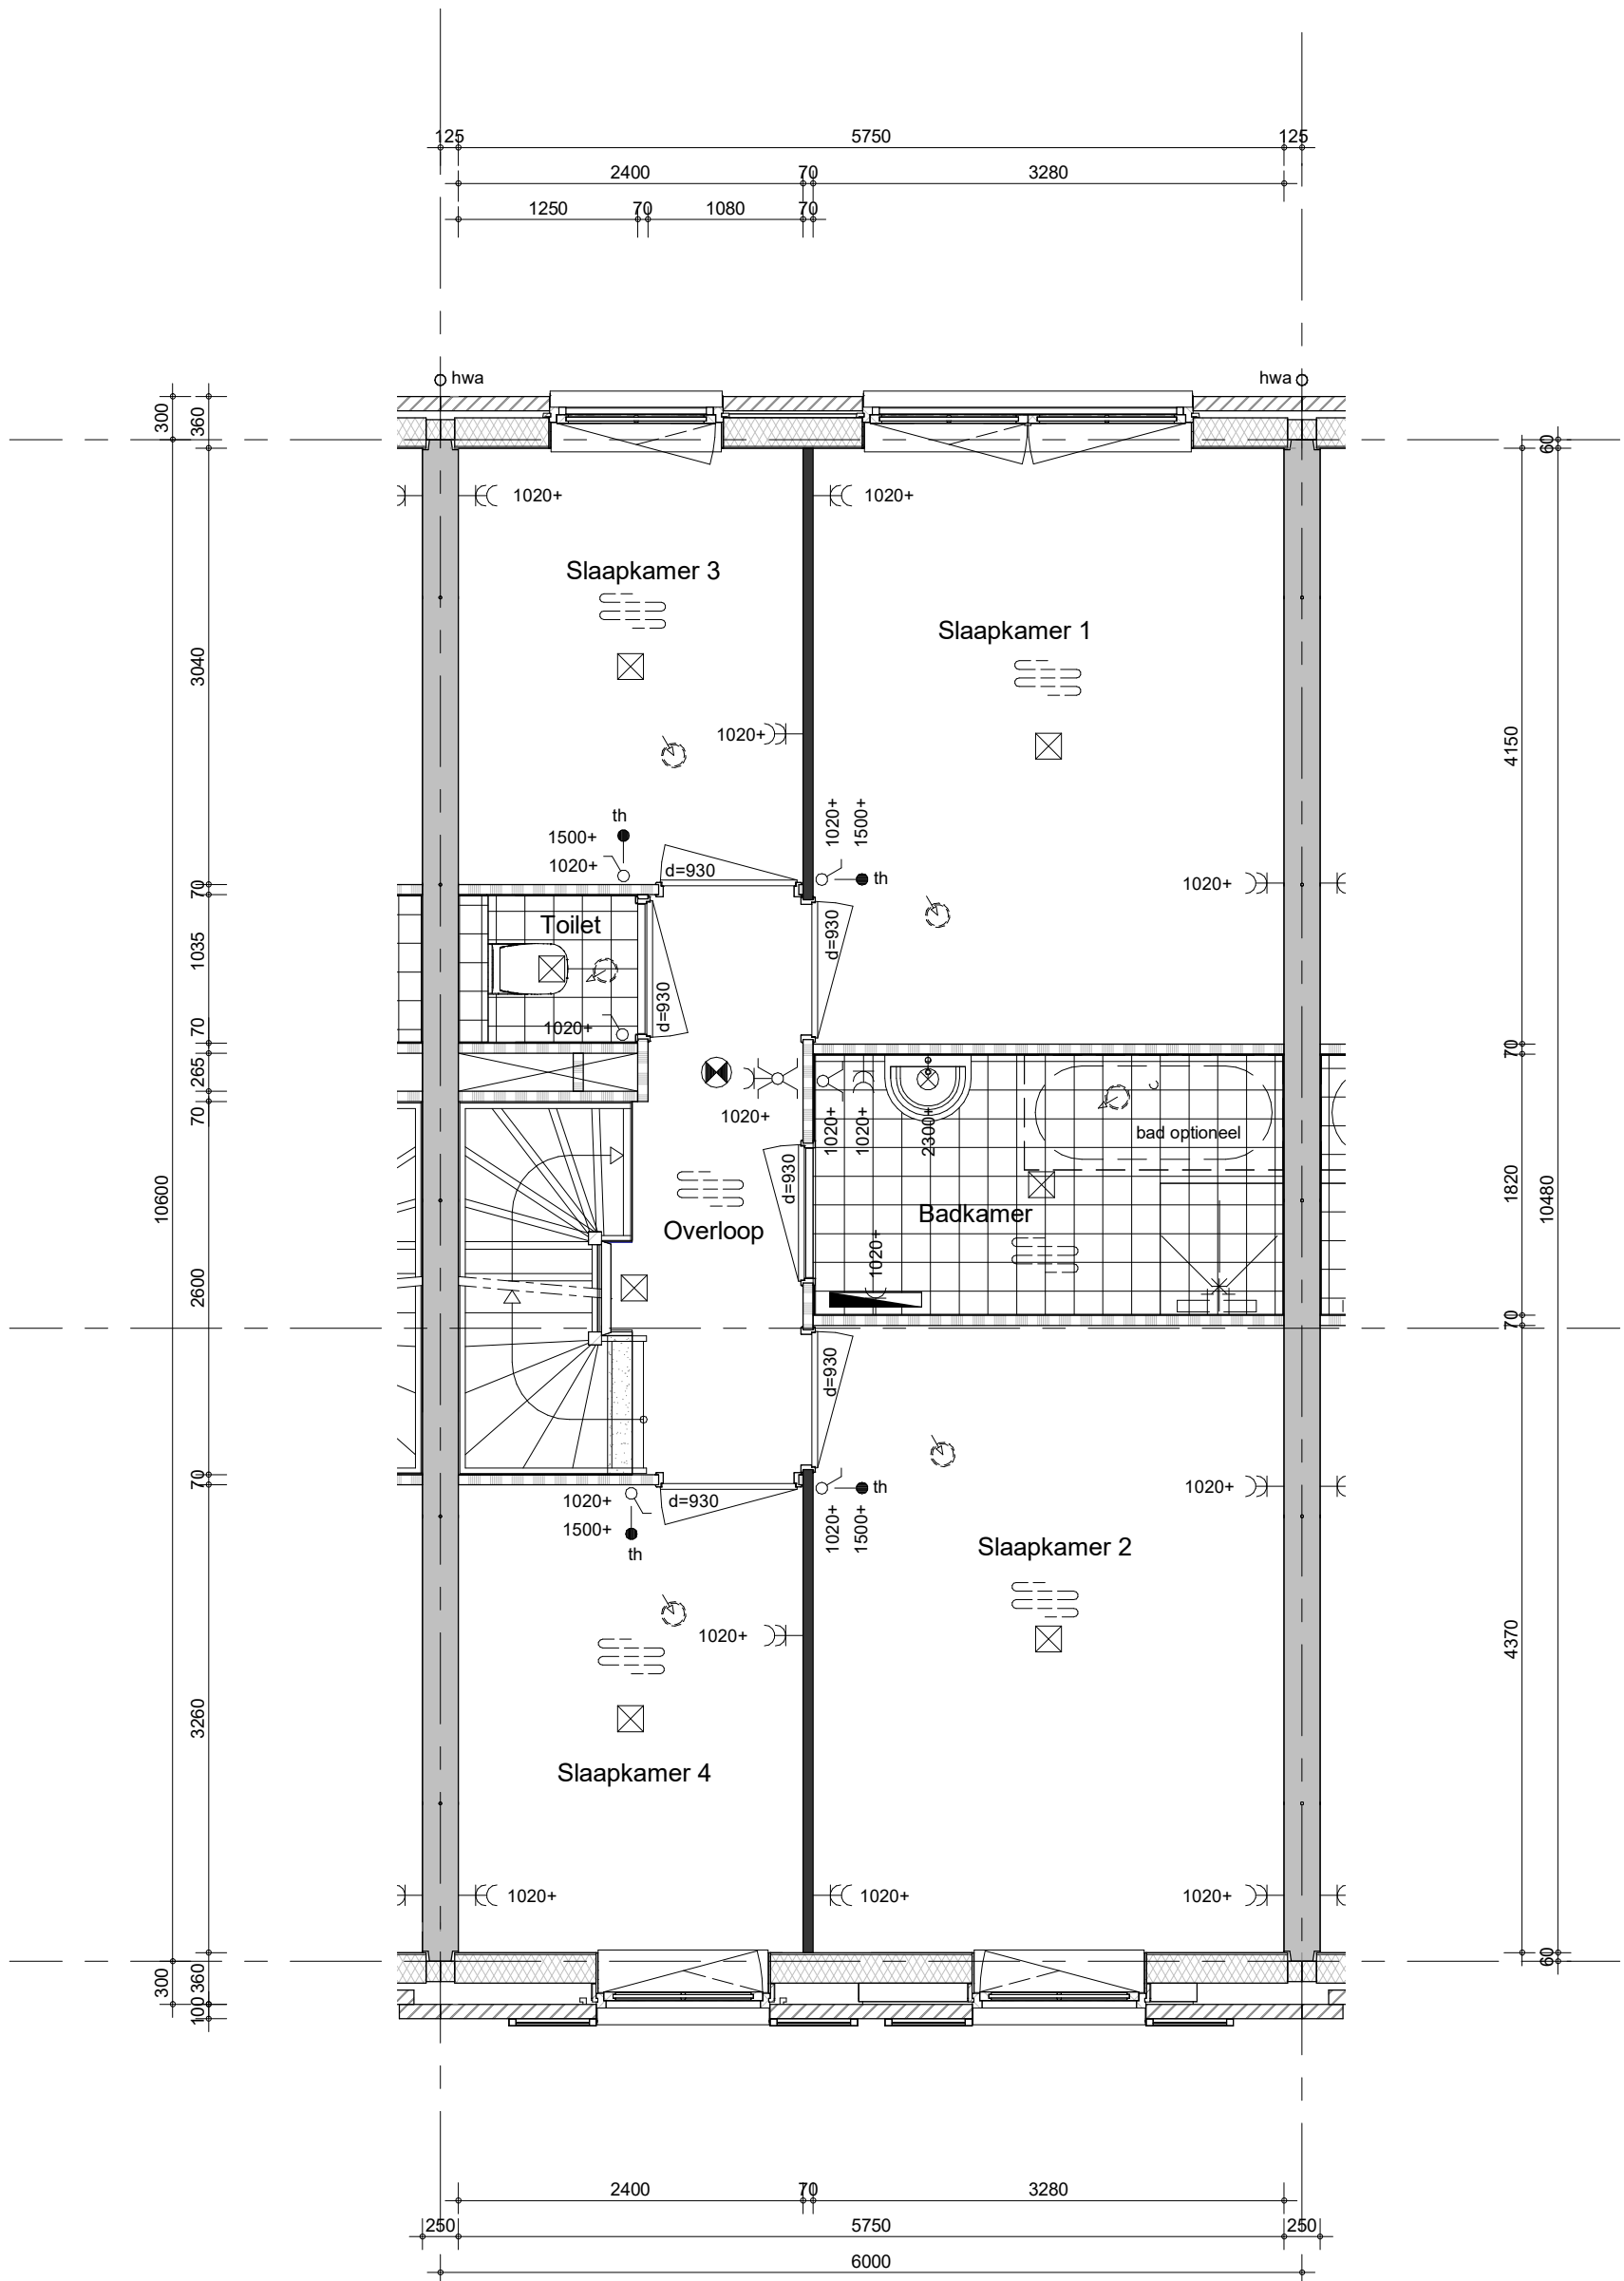 125 5750 125
2400 70 3280
1250 70 1080 70
hwa hwa
300 360 60
1020+ 1020+
Slaapkamer 3
Slaapkamer 1
3040
1020+
4150
th
1500+
1020+
1020+
1500+
d=930
th
1020+
70
Toilet
1035
d=930
d=930
1020+
70
70
265
1020+
1020+
1020+
2300+
bad optioneel
70
d=930
Badkamer
Overloop
1020+
10600
1820
10480
2600
70
d=930
70
1020+
d=930
th
1020+
1500+
th
1020+
1500+
Slaapkamer 2
1020+
4370
3260
Slaapkamer 4
1020+ 1020+ 1020+
300 360 60
100
2400 70 3280
250 5750 250
6000